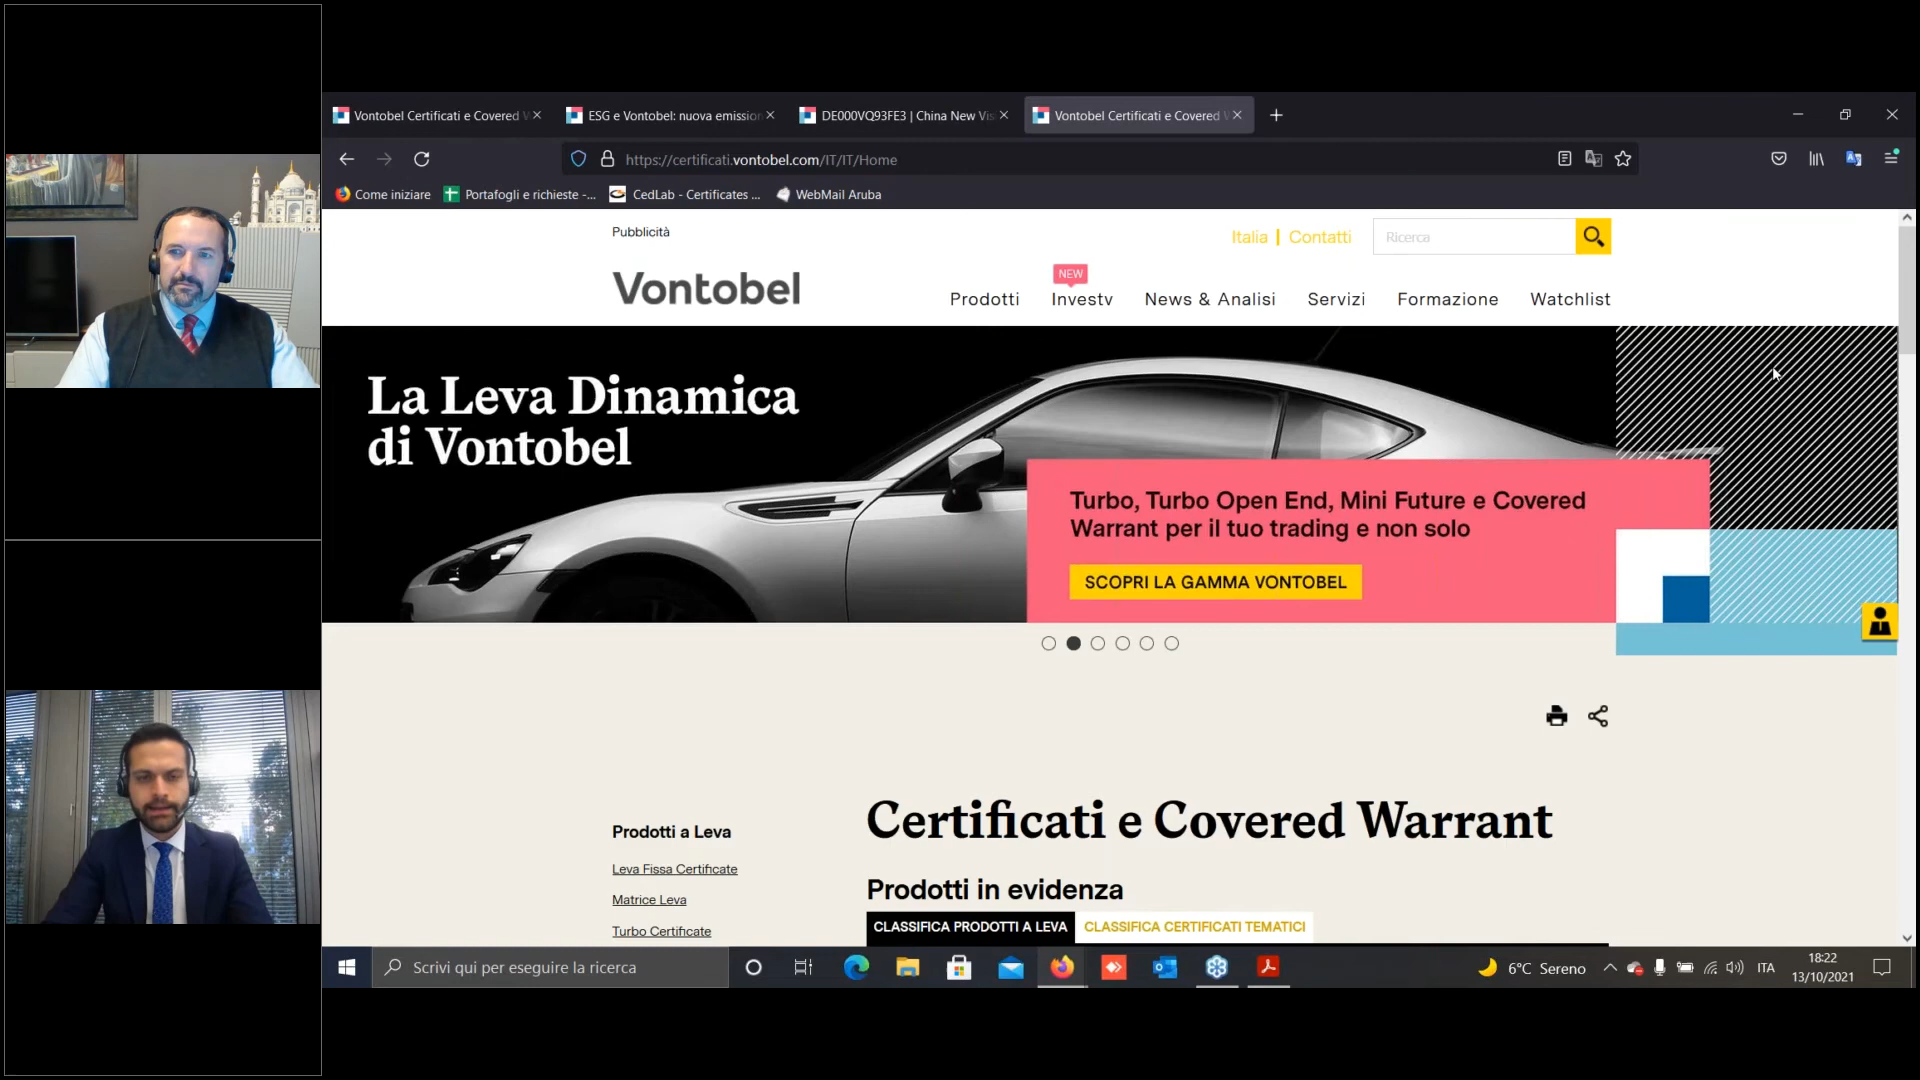 Vontobel Certificati e Covered
ESG e Vontobel: nuova emission
DE000VQ93FE3 | China New Vis
Vontobel Certificati e Covered
https://certificati.vontobel.com/IT/IT/Home
Come iniziare
Portafogli e richieste -...
CedLab - Certificates ...
WebMail Aruba
Pubblicità
Italia | Contatti
Ricerca
Vontobel
NEW
Prodotti
Investv
News & Analisi
Servizi
Formazione
Watchlist
La Leva Dinamica
di Vontobel
Turbo, Turbo Open End, Mini Future e Covered
Warrant per il tuo trading e non solo
SCOPRI LA GAMMA VONTOBEL
Certificati e Covered Warrant
Prodotti a Leva
Leva Fissa Certificate
Matrice Leva
Turbo Certificate
Prodotti in evidenza
CLASSIFICA PRODOTTI A LEVA
CLASSIFICA CERTIFICATI TEMATICI
Scrivi qui per eseguire la ricerca
6°C Sereno
ITA
18:22
13/10/2021